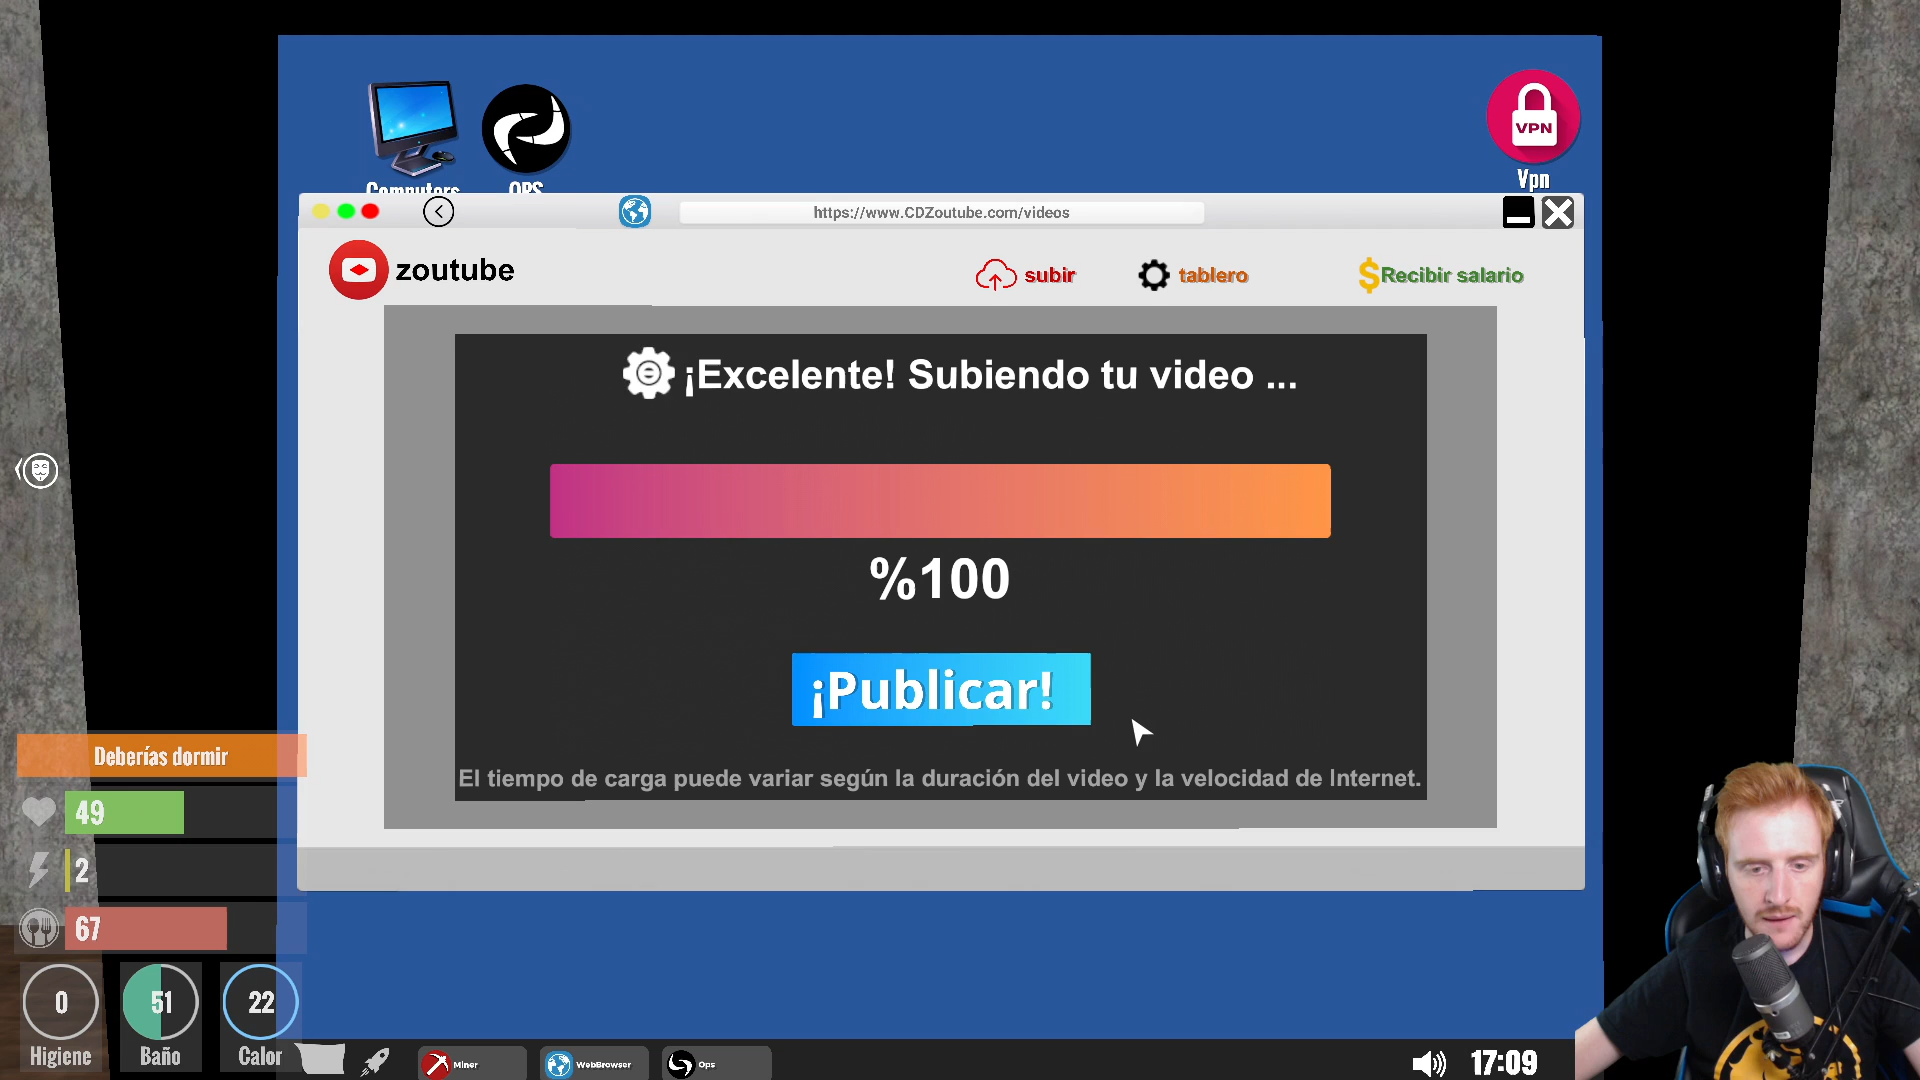 Computers
OPS
VPN
Vpn
https://www.CDZoutube.com/videos
zoutube
subir
tablero
$Recibir salario
¡Excelente! Subiendo tu video ...
%100
¡Publicar!
El tiempo de carga puede variar según la duración del video y la velocidad de Internet.
Deberías dormir
49
2
67
0
51
22
Higiene
Baño
Calor
Miner
WebBrowser
Ops
17:09